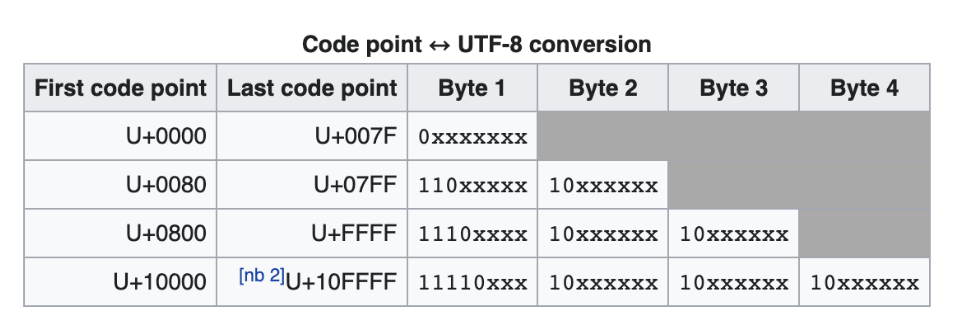 Code point ↔ UTF-8 conversion
First code point Last code point Byte 1 Byte 2 Byte 3 Byte 4
U+0000 U+007F 0xxxxxxx
U+0080 U+07FF 110xxxxx 10xxxxxx
U+0800 U+FFFF 1110xxxx 10xxxxxx 10xxxxxx
U+10000 [nb 2]U+10FFFF 11110xxx 10xxxxxx 10xxxxxx 10xxxxxx